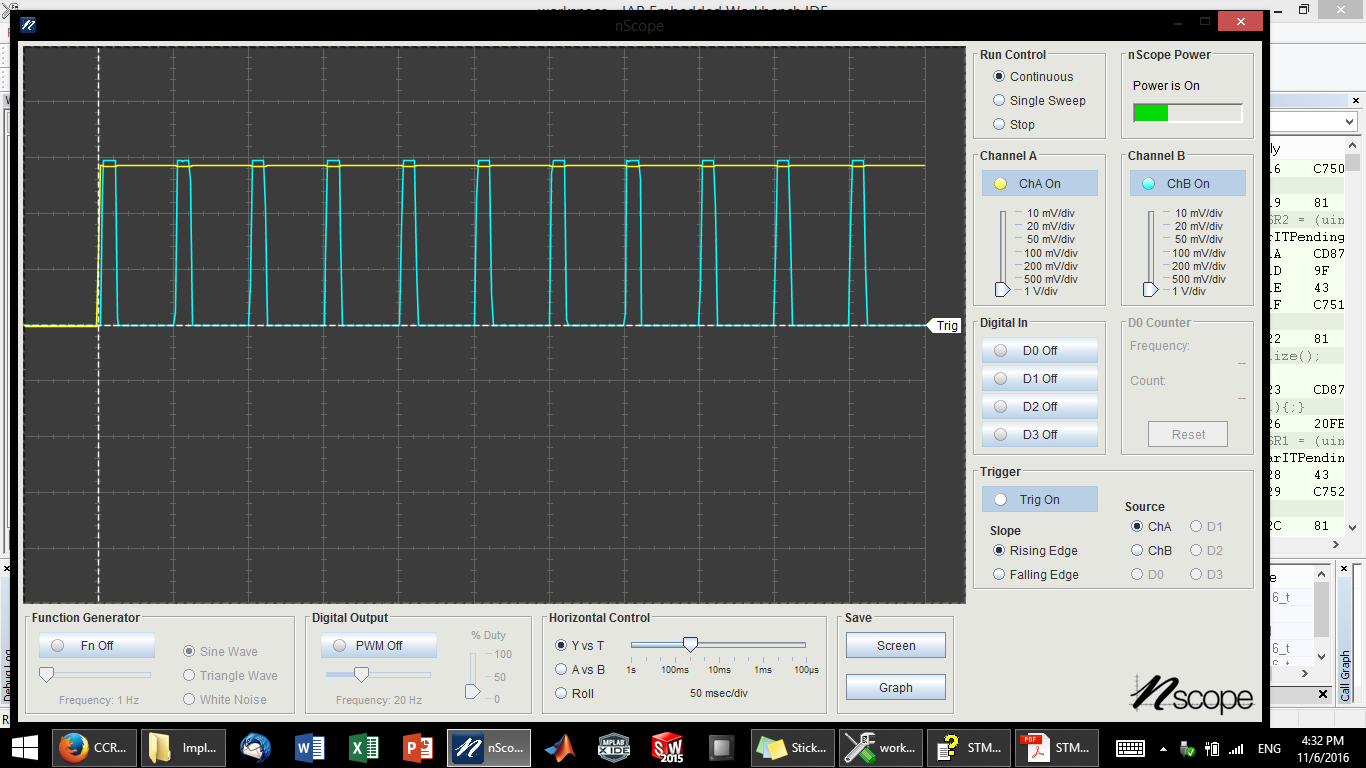 workspace - IAR Embedded Workbench IDE
nScope
Trig
Run Control
Continuous
Single Sweep
Stop
nScope Power
Power is On
Channel A
ChA On
10 mV/div
20 mV/div
50 mV/div
100 mV/div
200 mV/div
500 mV/div
1 V/div
Channel B
ChB On
10 mV/div
20 mV/div
50 mV/div
100 mV/div
200 mV/div
500 mV/div
1 V/div
Digital In
D0 Off
D1 Off
D2 Off
D3 Off
D0 Counter
Frequency:
--
Count:
--
Reset
Trigger
Trig On
Slope
Rising Edge
Falling Edge
Source
ChA
D1
ChB
D2
D0
D3
Function Generator
Fn Off
Sine Wave
Triangle Wave
White Noise
Frequency: 1 Hz
Digital Output
PWM Off
Frequency: 20 Hz
% Duty
100
50
0
Horizontal Control
Y vs T
A vs B
Roll
1s 100ms 10ms 1ms 100µs
50 msec/div
Save
Screen
Graph
nscope
ly
16 C750
19 81
SR2 = (uin
arITPending
1A CD87
1D 9F
1E 43
1F C751
22 81
lize();
23 CD87
1){;}
26 20FE
SR1 = (uin
arITPendin
28 43
29 C752
2C 81
e
6_t
6_t
6_t
Debug Log
Call Graph
R
CCR...
Impl...
nSco...
MPLAB
X IDE
SW
2015
Stick...
work...
STM...
PDF
STM...
ENG
4:32 PM
11/6/2016